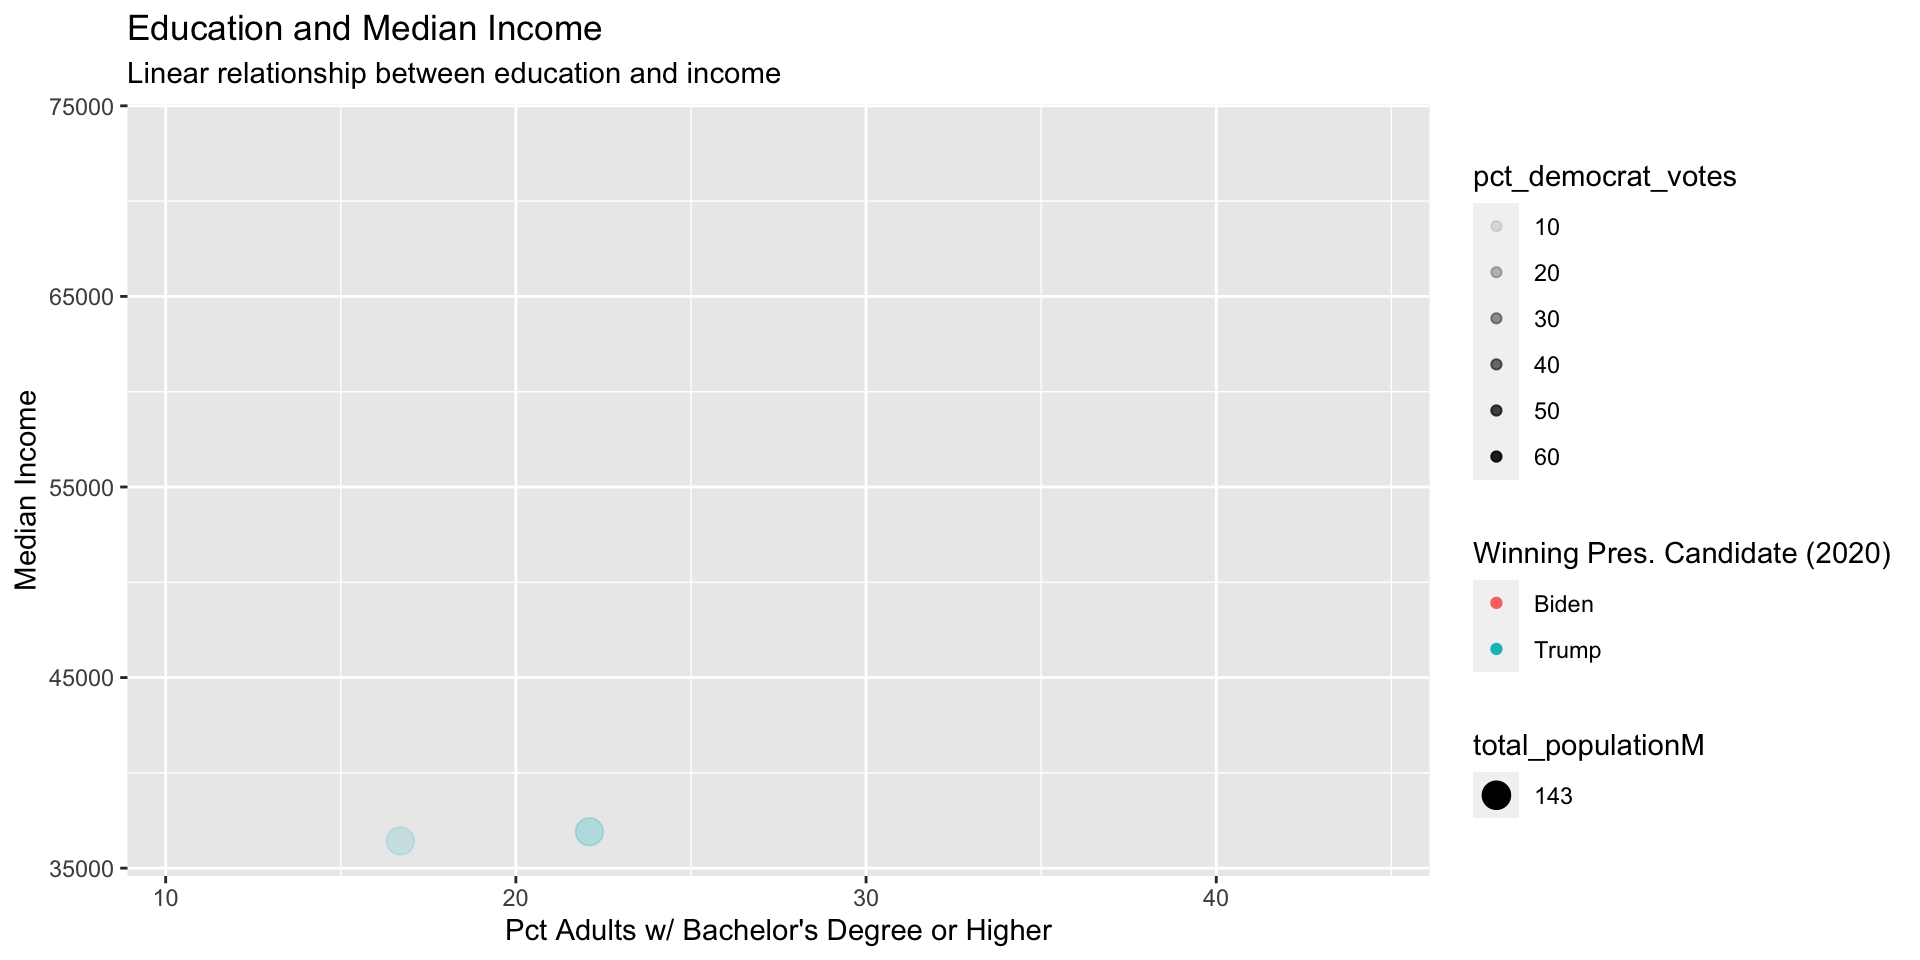 Education and Median Income
Linear relationship between education and income
75000
65000
55000
45000
35000
Median Income
10
20
30
40
Pct Adults w/ Bachelor's Degree or Higher
pct_democrat_votes
10
20
30
40
50
60
Winning Pres. Candidate (2020)
Biden
Trump
total_populationM
143